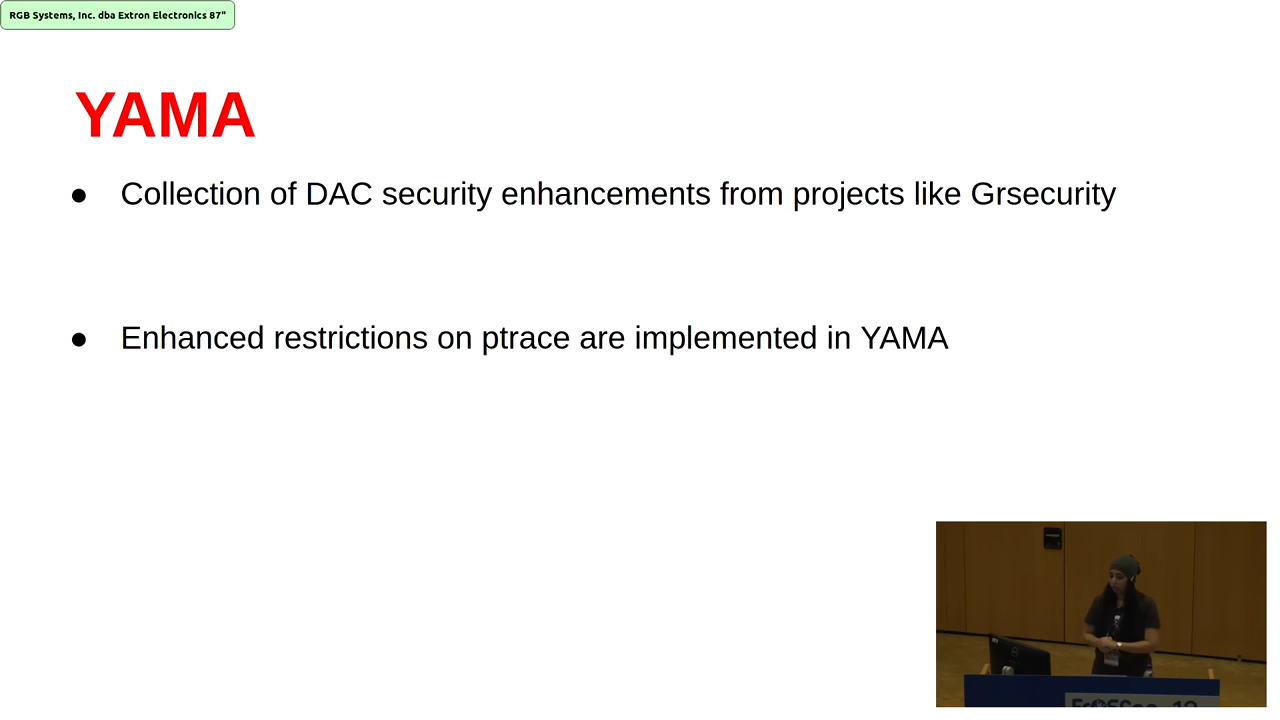 RGB Systems, Inc. dba Extron Electronics 87"
YAMA
● Collection of DAC security enhancements from projects like Grsecurity
● Enhanced restrictions on ptrace are implemented in YAMA